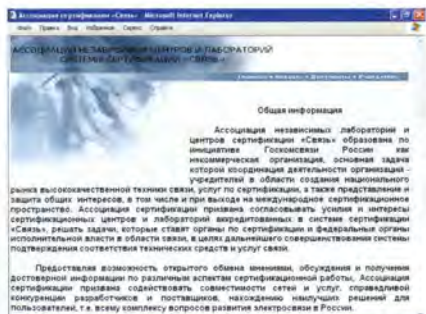 Ассоциация сертификации «Связь» - Microsoft Internet Explorer
Файл Правка Вид Избранное Сервис Справка
АССОЦИАЦИЯ НЕЗАВИСИМЫХ ЦЕНТРОВ И ЛАБОРАТОРИЙ
СИСТЕМЫ СЕРТИФИКАЦИИ «СВЯЗЬ»
Общая информация
Ассоциация независимых лабораторий и
центров сертификации «Связь» образована по
инициативе Госкомсвязи России как
некоммерческая организация, основная задача
которой координация деятельности организаций -
учредителей в области создания национального
рынка высококачественной техники связи, услуг по сертификации, а также представление и
защита общих интересов, в том числе и при выходе на международное сертификационное
пространство. Ассоциация сертификации призвана согласовывать усилия и интересы
сертификационных центров и лабораторий аккредитованных в системе сертификации
«Связь», решать задачи, которые ставят органы по сертификации и федеральные органы
исполнительной власти в области связи, в целях дальнейшего совершенствования системы
подтверждения соответствия технических средств и услуг связи.
Предоставляя возможность открытого обмена мнениями, обсуждения и получения
достоверной информации по различным аспектам сертификационной работы, Ассоциация
сертификации призвана содействовать совместимости сетей и услуг, справедливой
конкуренции разработчиков и поставщиков, нахождению наилучших решений для
пользователей, т.е. всему комплексу вопросов развития электросвязи в России.